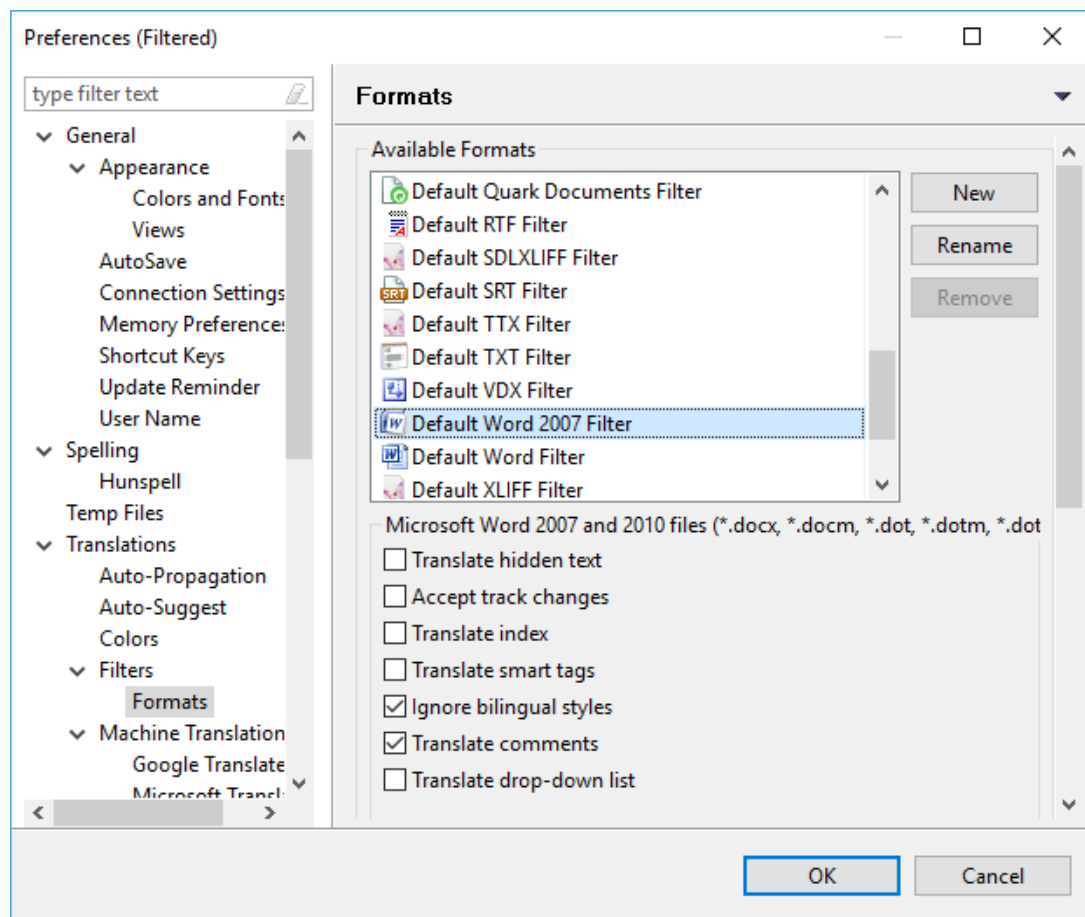 Preferences (Filtered)
type filter text
General
Appearance
Colors and Fonts
Views
AutoSave
Connection Settings
Memory Preferences
Shortcut Keys
Update Reminder
User Name
Spelling
Hunspell
Temp Files
Translations
Auto-Propagation
Auto-Suggest
Colors
Filters
Formats
Machine Translation
Google Translate
Microsoft Transl
Formats
Available Formats
Default Quark Documents Filter
Default RTF Filter
Default SDLXLIFF Filter
SRT Default SRT Filter
Default TTX Filter
Default TXT Filter
Default VDX Filter
W Default Word 2007 Filter
W Default Word Filter
Default XLIFF Filter
New
Rename
Remove
Microsoft Word 2007 and 2010 files (*.docx, *.docm, *.dot, *.dotm, *.dot
Translate hidden text
Accept track changes
Translate index
Translate smart tags
Ignore bilingual styles
Translate comments
Translate drop-down list
OK
Cancel